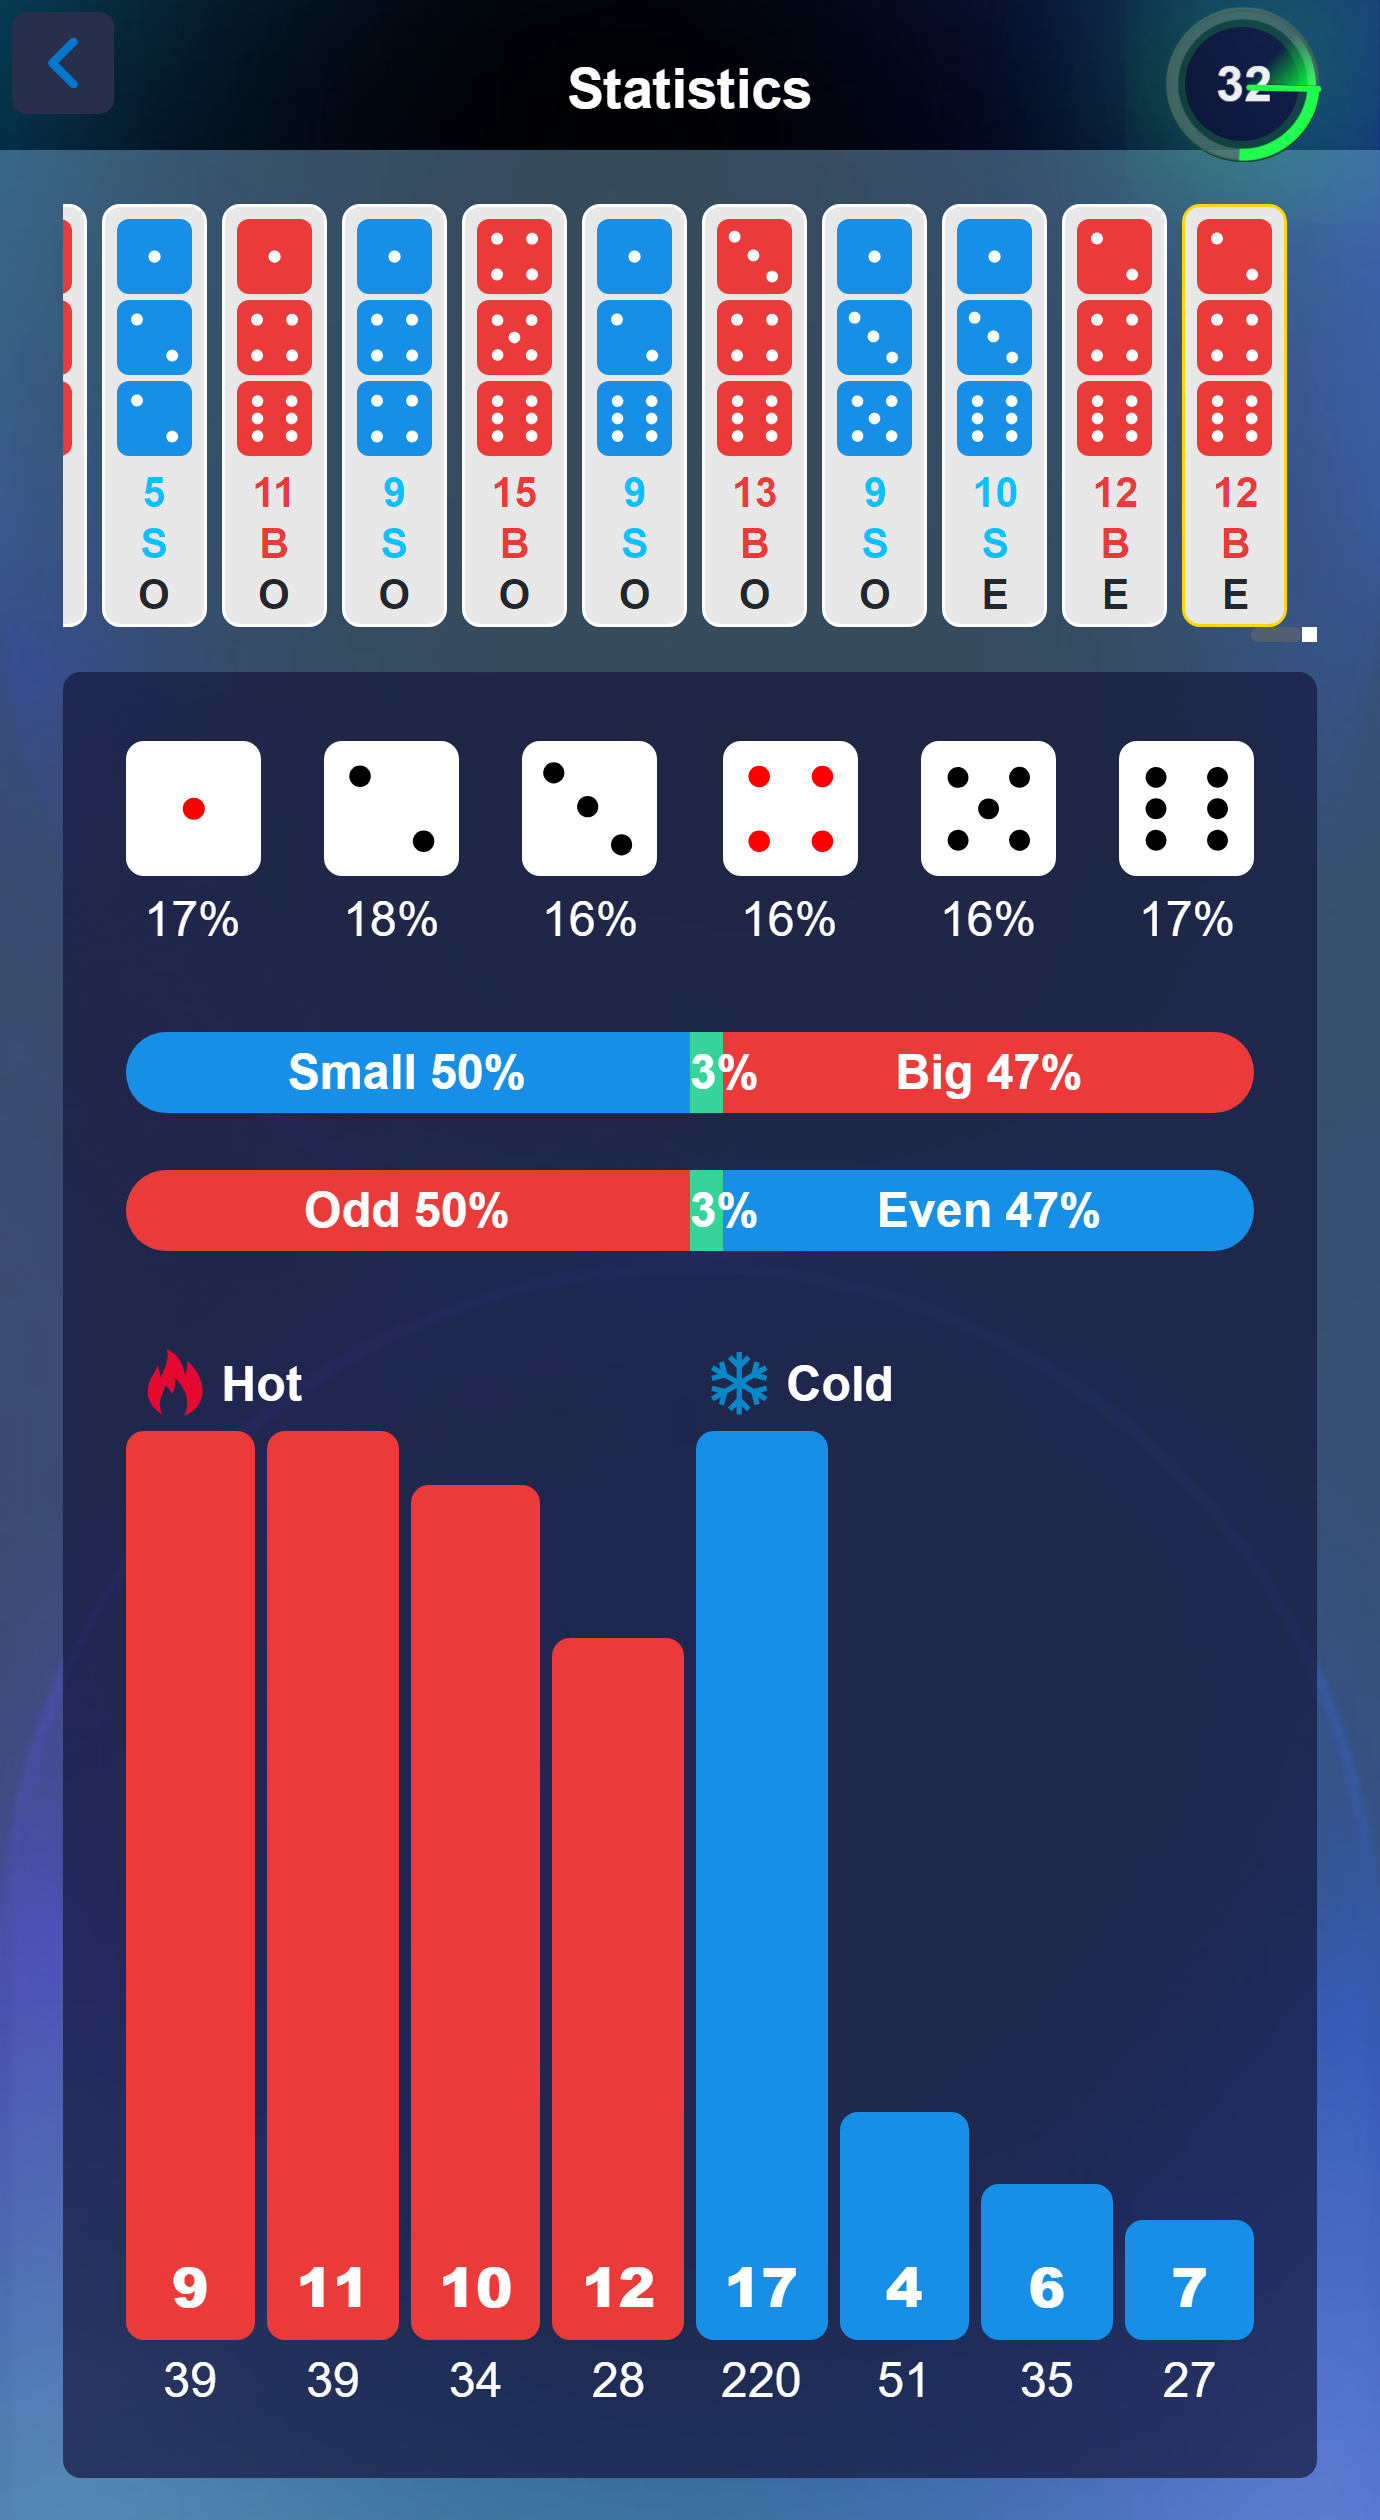 Statistics
32
5 11 9 15 9 13 9 10 12 12
S B S B S B S S B B
O O O O O O O E E E
17% 18% 16% 16% 16% 17%
Small 50% 3% Big 47%
Odd 50% 3% Even 47%
Hot Cold
9 11 10 12 17 4 6 7
39 39 34 28 220 51 35 27